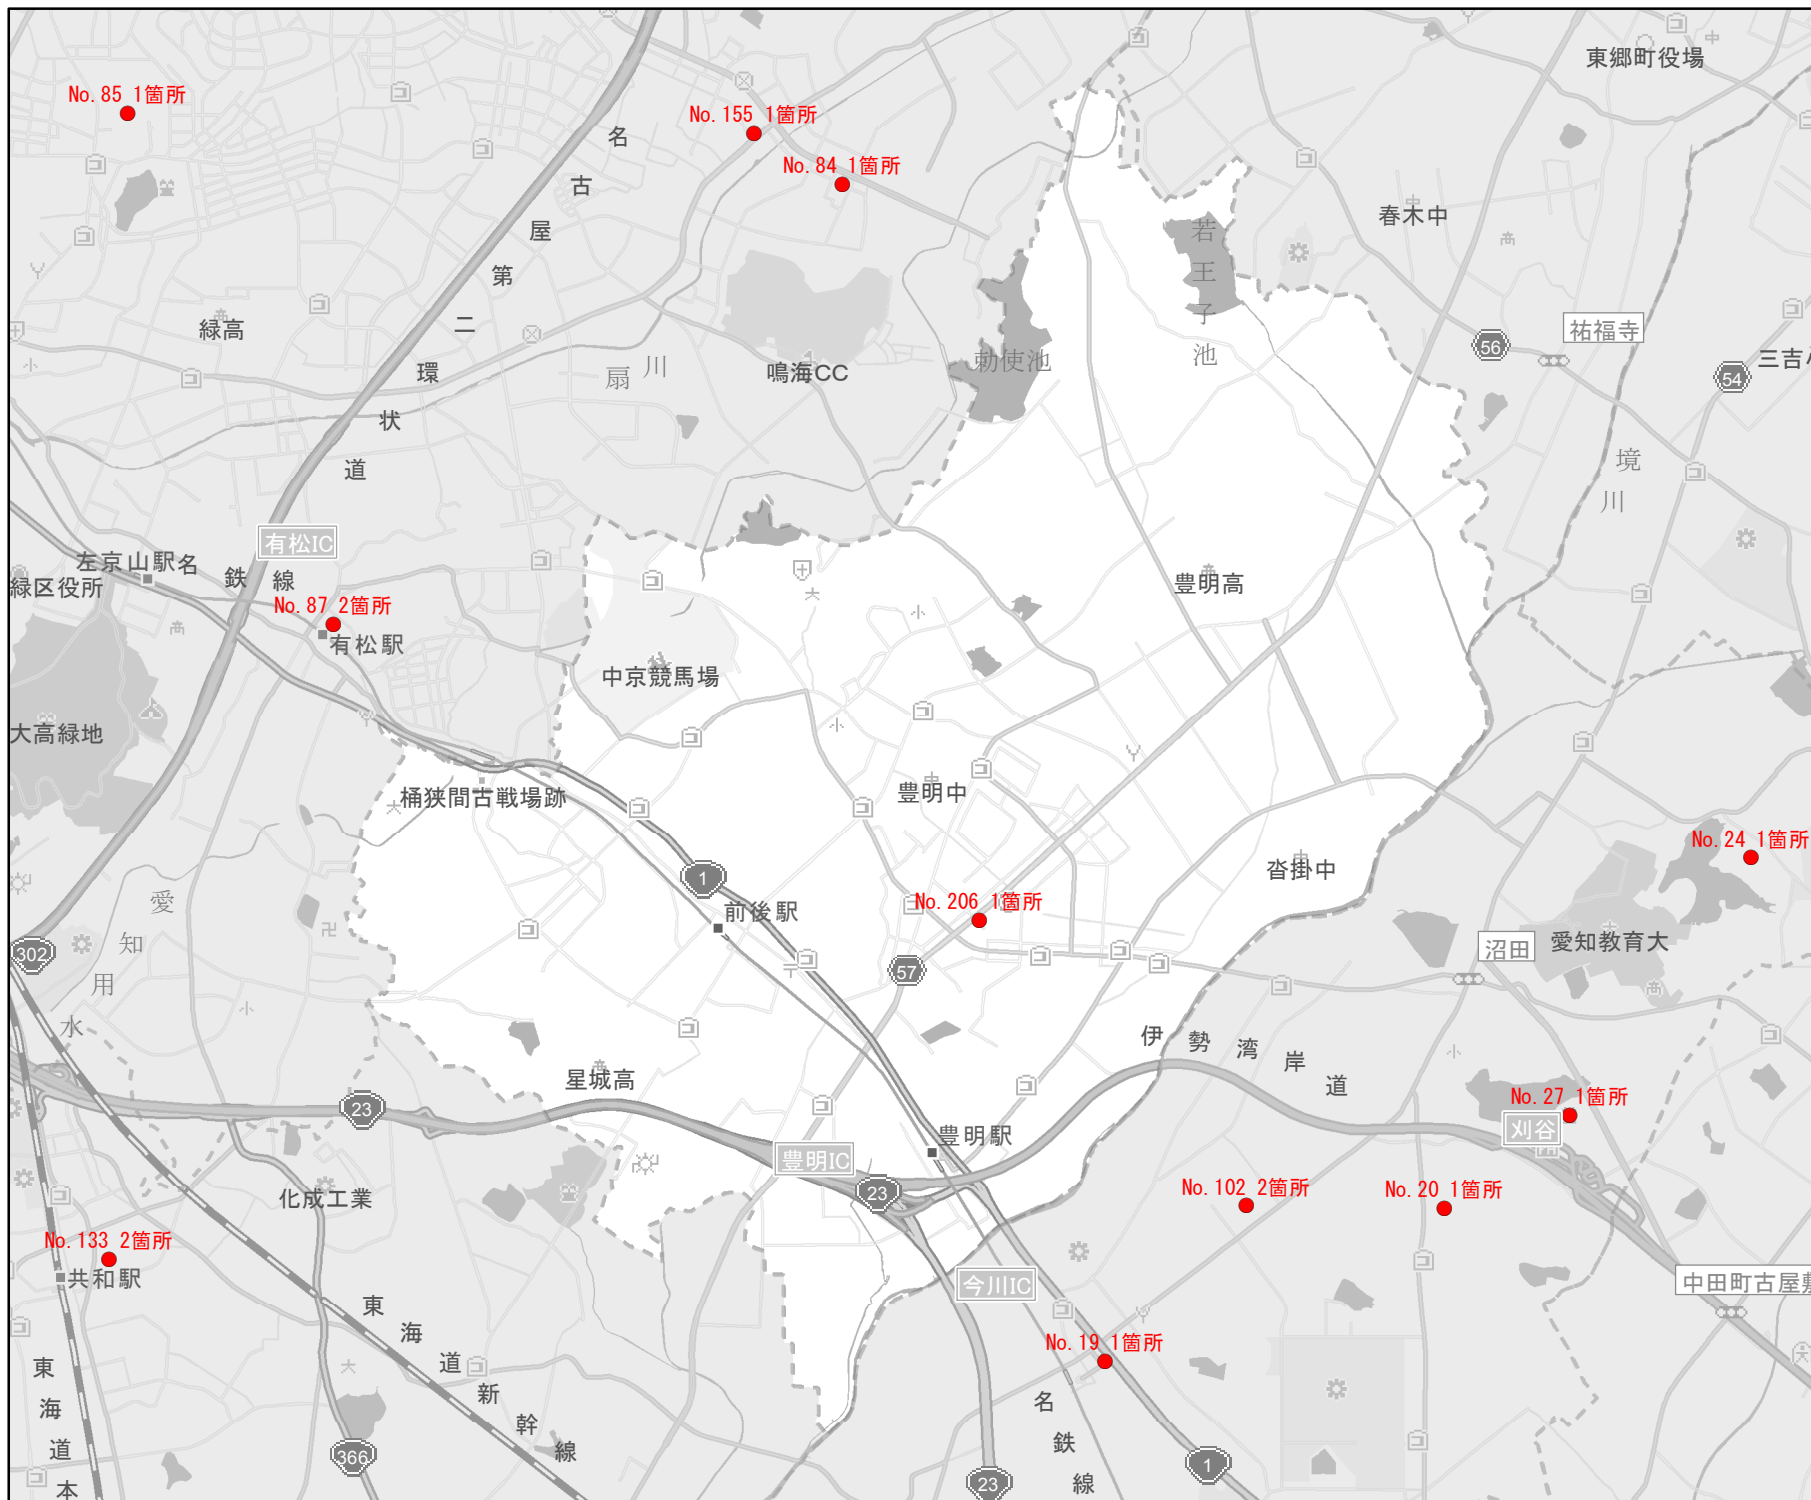 東郷町役場
No.85 1箇所
No.155 1箇所
No.84 1箇所
名古屋第二環状道
春木中
若王子池
緑高
祐福寺
56
54
勅使池
鳴海CC
扇川
境川
有松IC
左京山駅
名鉄線
緑区役所
No.87 2箇所
有松駅
豊明高
中京競馬場
大高緑地
桶狭間古戦場跡
豊明中
No.24 1箇所
沓掛中
1
前後駅
No.206 1箇所
愛知用水
302
57
沼田
愛知教育大
伊勢湾岸道
星城高
23
No.27 1箇所
刈谷
豊明駅
豊明IC
23
化成工業
No.102 2箇所
No.20 1箇所
No.133 2箇所
共和駅
今川IC
東海道新幹線
No.19 1箇所
東海道本
名鉄線
366
23
1